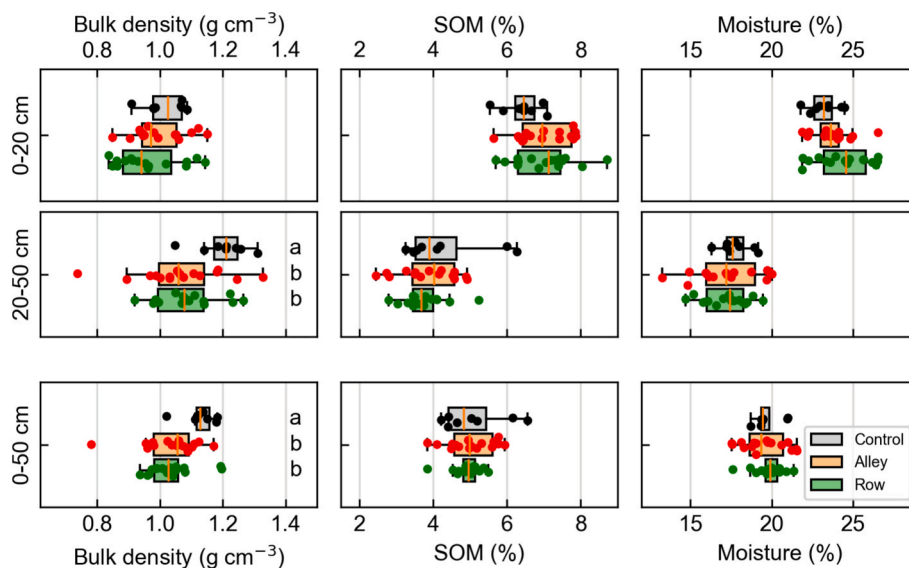 Bulk density (g cm⁻³) SOM (%) Moisture (%)
0.8 1.0 1.2 1.4 2 4 6 8 15 20 25
0-20 cm
20-50 cm
a
b
b
0-50 cm
a
b
b
Control
Alley
Row
0.8 1.0 1.2 1.4 2 4 6 8 15 20 25
Bulk density (g cm⁻³) SOM (%) Moisture (%)